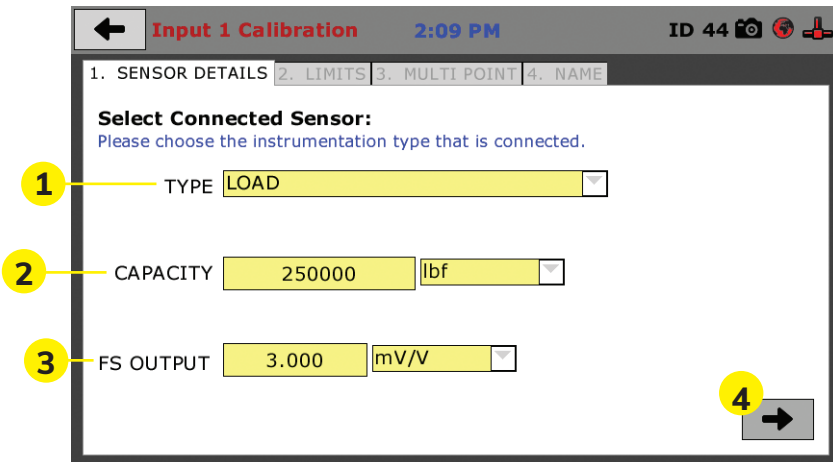 Input 1 Calibration 2:09 PM ID 44
1. SENSOR DETAILS 2. LIMITS 3. MULTI POINT 4. NAME
Select Connected Sensor:
Please choose the instrumentation type that is connected.
1 TYPE LOAD
2 CAPACITY 250000 lbf
3 FS OUTPUT 3.000 mV/V
4